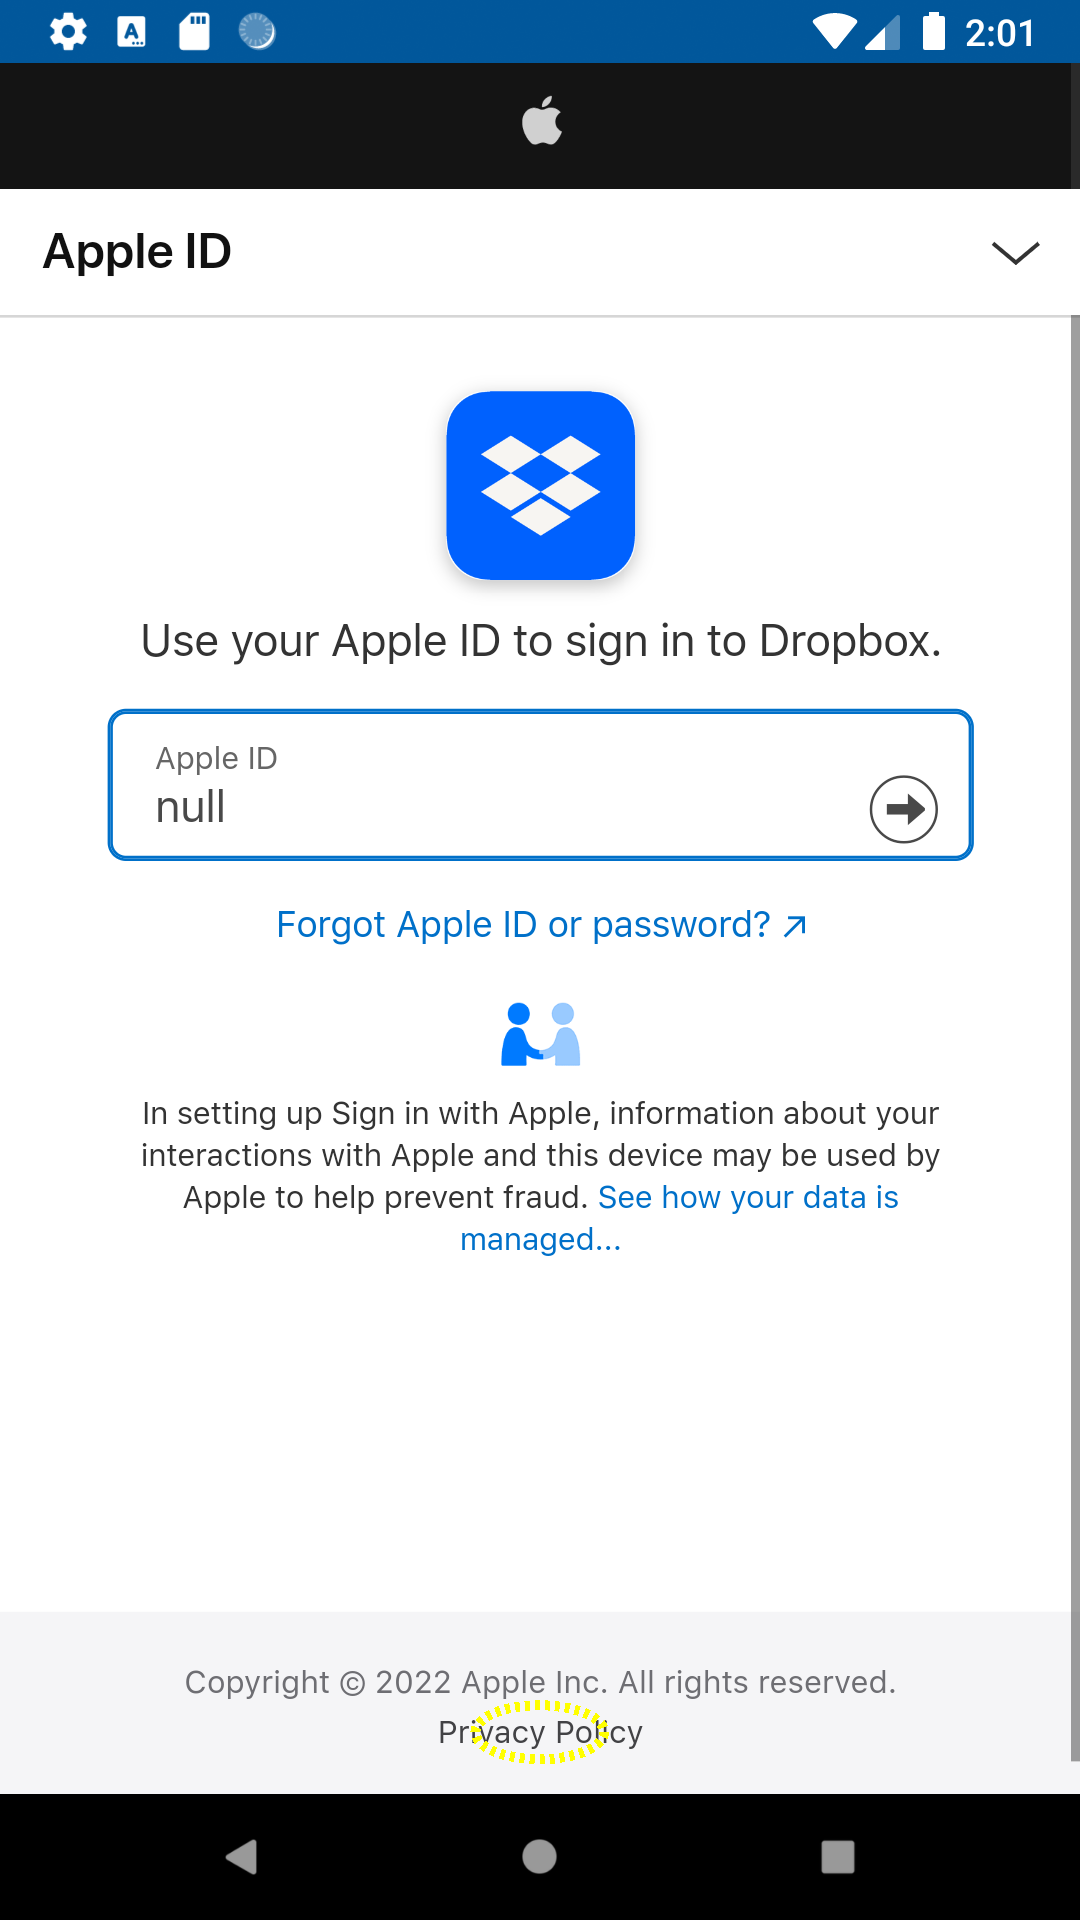 2:01
Apple ID
Use your Apple ID to sign in to Dropbox.
Apple ID
null
Forgot Apple ID or password?
In setting up Sign in with Apple, information about your
interactions with Apple and this device may be used by
Apple to help prevent fraud. See how your data is
managed...
Copyright © 2022 Apple Inc. All rights reserved.
Privacy Policy